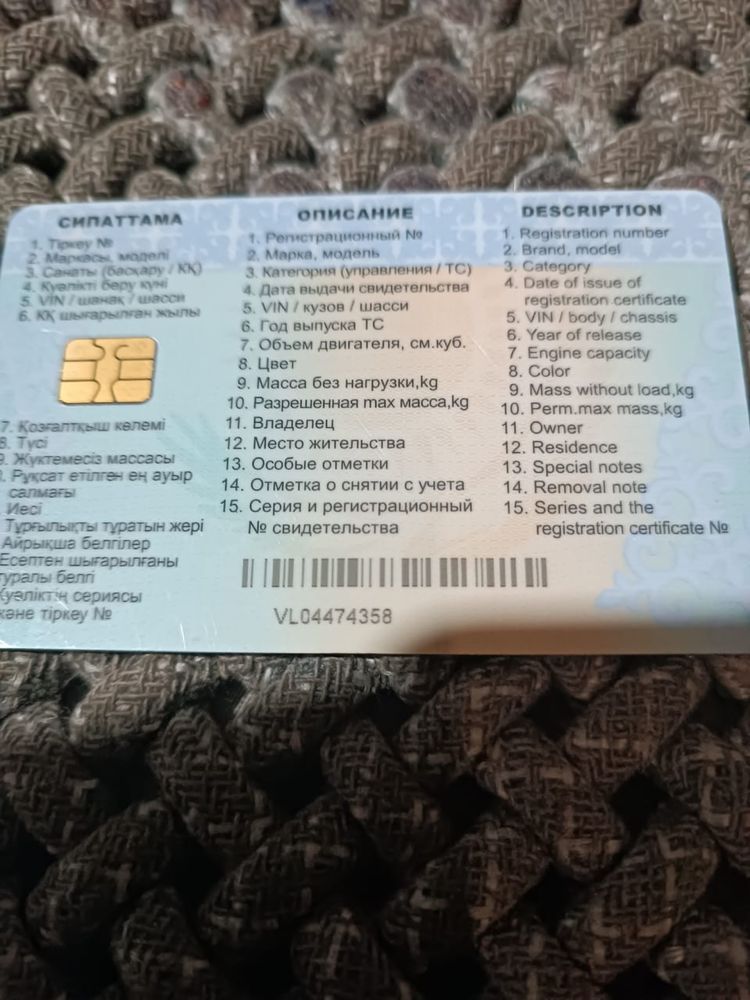 СИПАТТАМА
1. Тіркеу №
2. Маркасы, моделі
3. Санаты (басқару / КҚ)
4. Куәлікті беру күні
5. VIN / шанақ / шасси
6. КҚ шығарылған жылы
7. Қозғалтқыш көлемі
8. Түсі
9. Жүктемесіз массасы
. Рұқсат етілген ең ауыр
салмағы
Иесі
Тұрғылықты тұратын жері
Айрықша белгілер
Есептен шығарылғаны
туралы белгі
Куәліктің сериясы
және тіркеу №
ОПИСАНИЕ
1. Регистрационный №
2. Марка, модель
3. Категория (управления / ТС)
4. Дата выдачи свидетельства
5. VIN / кузов / шасси
6. Год выпуска ТС
7. Объем двигателя, см.куб.
8. Цвет
9. Масса без нагрузки,kg
10. Разрешенная max масса,kg
11. Владелец
12. Место жительства
13. Особые отметки
14. Отметка о снятии с учета
15. Серия и регистрационный
№ свидетельства
DESCRIPTION
1. Registration number
2. Brand, model
3. Category
4. Date of issue of
registration certificate
5. VIN / body / chassis
6. Year of release
7. Engine capacity
8. Color
9. Mass without load,kg
10. Perm.max mass,kg
11. Owner
12. Residence
13. Special notes
14. Removal note
15. Series and the
registration certificate №
VL04474358